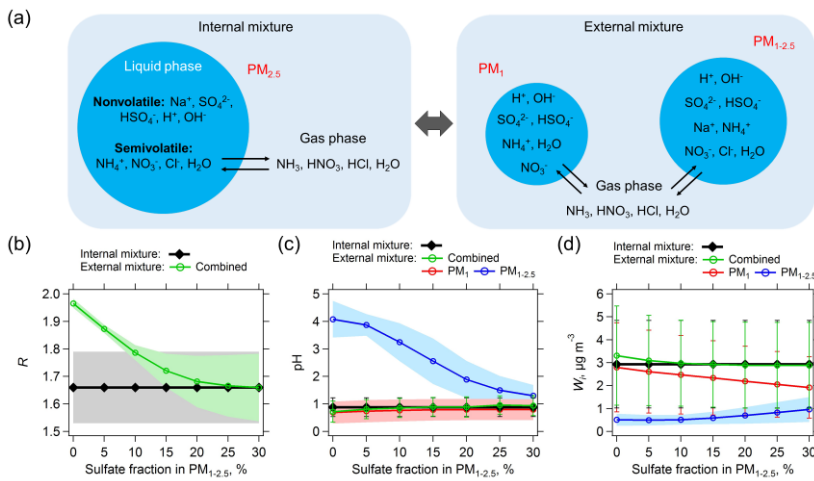 (a)
Internal mixture
Liquid phase
PM2.5
Nonvolatile: Na⁺, SO₄²⁻,
HSO₄⁻, H⁺, OH⁻
Semivolatile:
NH₄⁺, NO₃⁻, Cl⁻, H₂O
Gas phase
NH₃, HNO₃, HCl, H₂O
External mixture
PM₁
H⁺, OH⁻
SO₄²⁻, HSO₄⁻
NH₄⁺, H₂O
NO₃⁻
PM₁₋₂.₅
H⁺, OH⁻
SO₄²⁻, HSO₄⁻
Na⁺, NH₄⁺
NO₃⁻, Cl⁻, H₂O
Gas phase
NH₃, HNO₃, HCl, H₂O
(b)
Internal mixture:
External mixture: Combined
2.0
1.9
1.8
1.7
1.6
1.5
R
0 5 10 15 20 25 30
Sulfate fraction in PM₁₋₂.₅, %
(c)
Internal mixture:
External mixture: Combined
PM₁ PM₁₋₂.₅
5
4
3
2
1
0
pH
0 5 10 15 20 25 30
Sulfate fraction in PM₁₋₂.₅, %
(d)
Internal mixture:
External mixture: Combined
PM₁ PM₁₋₂.₅
6
5
4
3
2
1
0
Wᵢ, µg m⁻³
0 5 10 15 20 25 30
Sulfate fraction in PM₁₋₂.₅, %